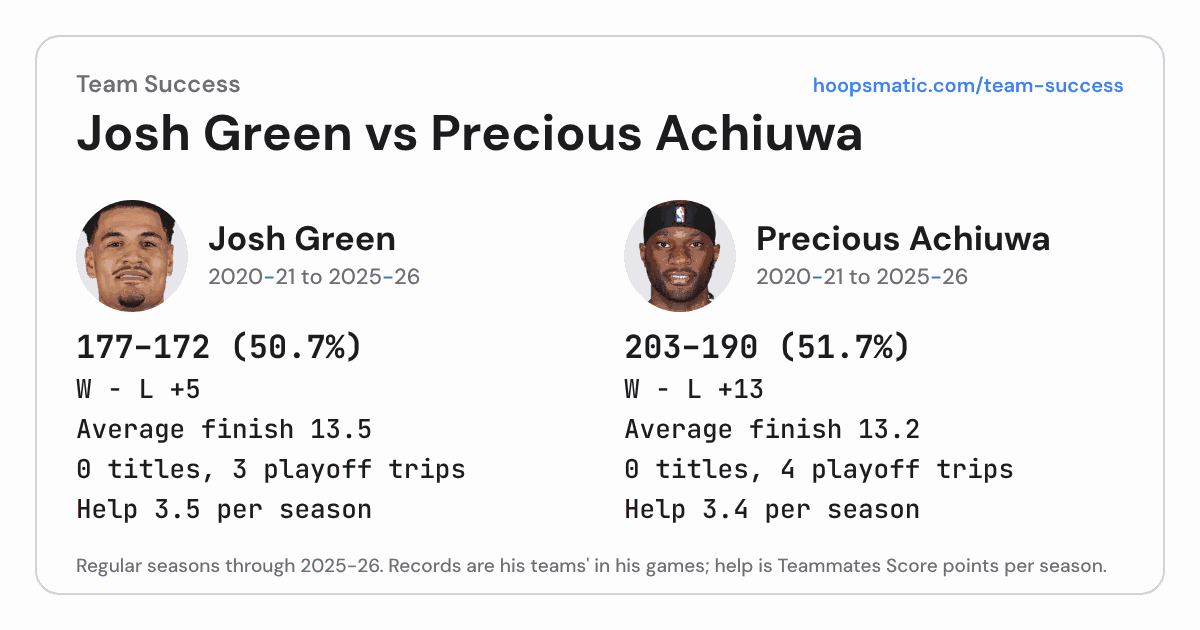 Team Success
hoopsmatic.com/team-success
Josh Green vs Precious Achiuwa
Josh Green
2020-21 to 2025-26
177-172 (50.7%)
W - L +5
Average finish 13.5
0 titles, 3 playoff trips
Help 3.5 per season
Precious Achiuwa
2020-21 to 2025-26
203-190 (51.7%)
W - L +13
Average finish 13.2
0 titles, 4 playoff trips
Help 3.4 per season
Regular seasons through 2025-26. Records are his teams' in his games; help is Teammates Score points per season.